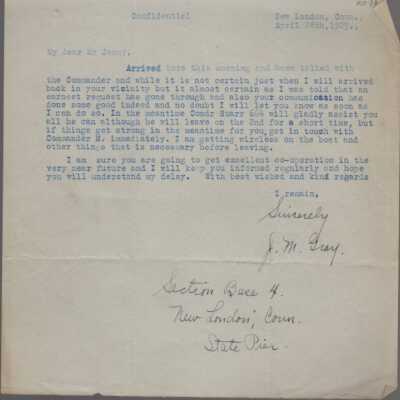 Confidential
New London, Conn.
April 28th, 1925.
My Dear Mr
Arrived here this morning and have talked with
the Commander and while it is not certain just when I will arrived
back in your vicinity but it almost certain as I was told that an
earnest request has gone through and also your communication has
done some good indeed and no doubt I will let you know as soon as
I can do so. In the meantime Comdr will gladly assist you
all he can although he will leave on the 2nd for a short time, but
if things get strong in the meantime for you, get in touch with
Commander H. immediately. I am getting wireless on the boat and
other things that is necessary before leaving.
I am sure you are going to get excellent co-operation in the
very near future and I will keep you informed regularly and hope
you will understand my delay. With best wished and kind regards
I remain,
Sincerely
J. M. Gray.
Section Base 4.
New London, Conn.
State Pier.